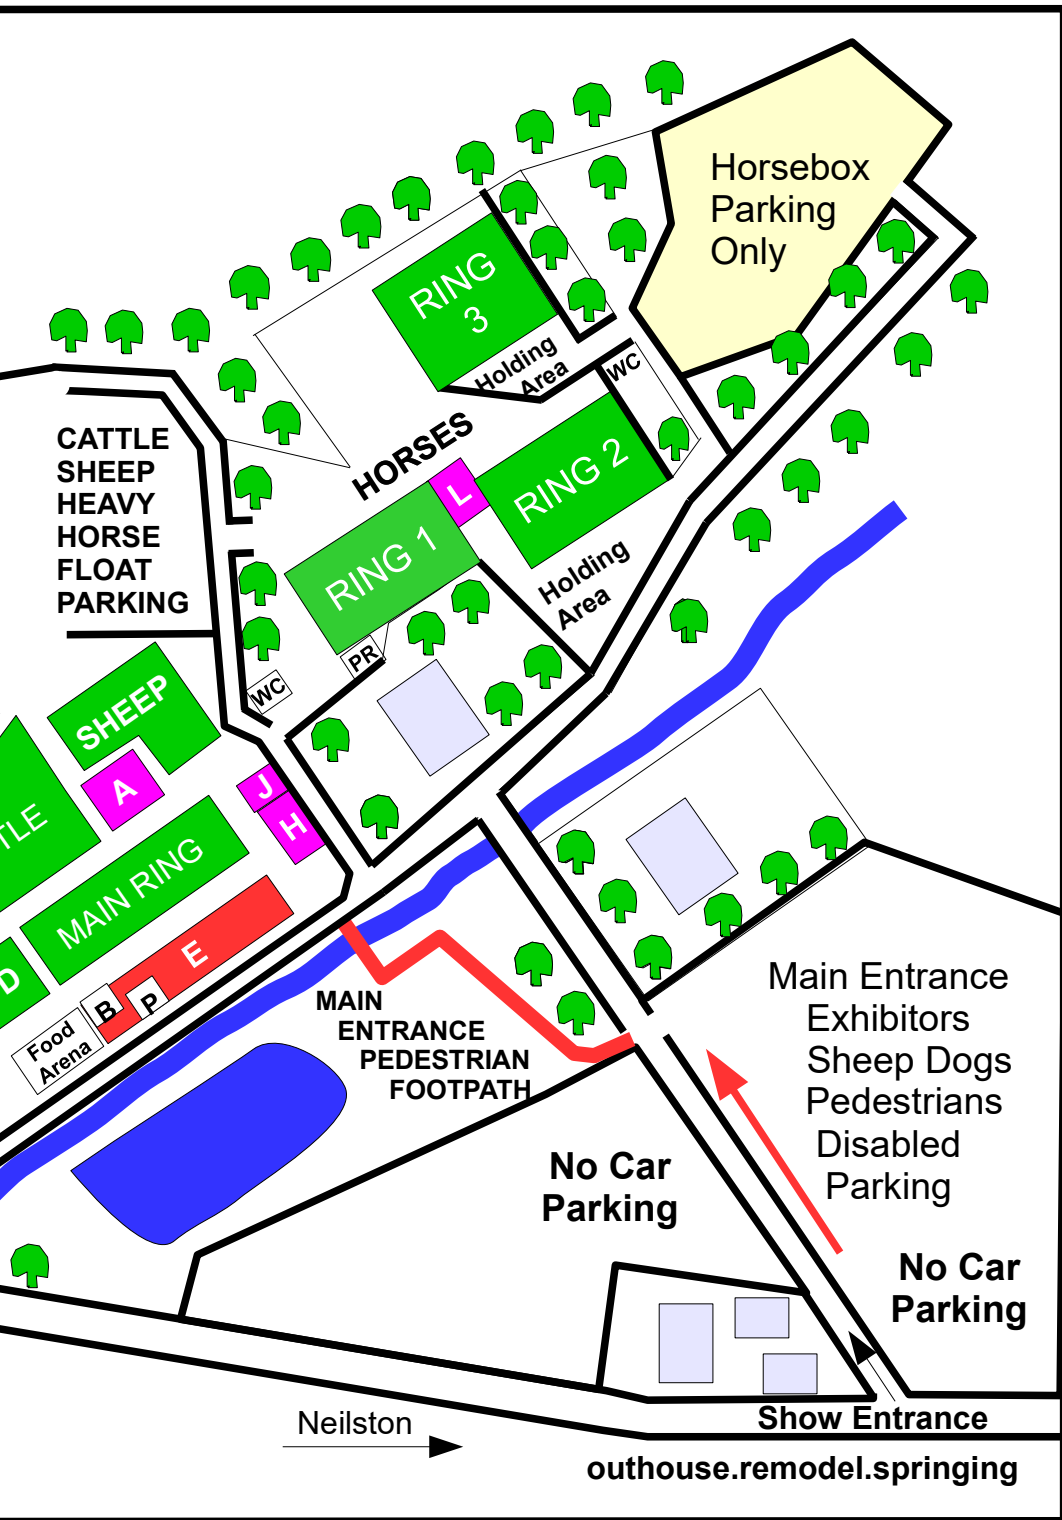 Horsebox
Parking
Only
RING
3
Holding
Area
WC
HORSES
CATTLE
SHEEP
HEAVY
HORSE
FLOAT
PARKING
L
RING 2
RING 1
Holding
Area
PR
WC
SHEEP
A
J
H
TLE
MAIN RING
E
D
B
P
Food
Arena
MAIN
ENTRANCE
PEDESTRIAN
FOOTPATH
Main Entrance
Exhibitors
Sheep Dogs
Pedestrians
Disabled
Parking
No Car
Parking
No Car
Parking
Show Entrance
Neilston
outhouse.remodel.springing